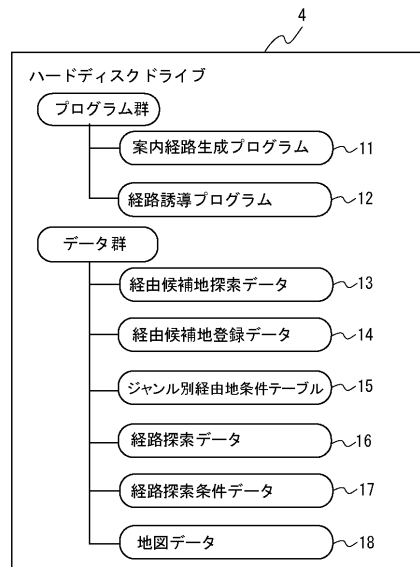 4
ハードディスクドライブ
プログラム群
案内経路生成プログラム 11
経路誘導プログラム 12
データ群
経由候補地探索データ 13
経由候補地登録データ 14
ジャンル別経由地条件テーブル 15
経路探索データ 16
経路探索条件データ 17
地図データ 18